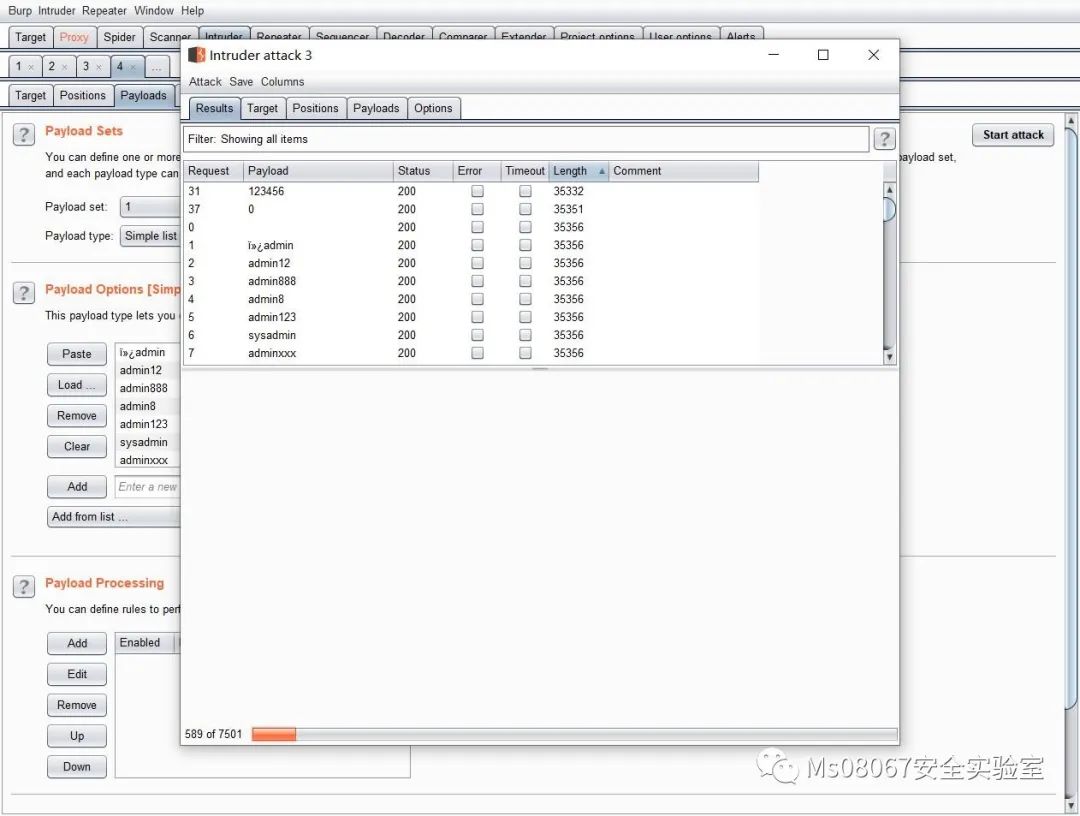 Burp Intruder Repeater Window Help
Target Proxy Spider Scanner Intruder Repeater Sequencer Decoder Comparer Extender Project options User options Alerts
Intruder attack 3
1 × 2 × 3 × 4 × ...
Attack Save Columns
Target Positions Payloads
Results Target Positions Payloads Options
? Payload Sets
Filter: Showing all items
?
Start attack
You can define one or more
payload set,
and each payload type can
Request Payload Status Error Timeout Length Comment
31 123456 200 35332
37 0 200 35351
0 200 35356
1 ï»¿admin 200 35356
2 admin12 200 35356
3 admin888 200 35356
4 admin8 200 35356
5 admin123 200 35356
6 sysadmin 200 35356
7 adminxxx 200 35356
Payload set: 1
Payload type: Simple list
? Payload Options [Simp
This payload type lets you
Paste
Load ...
Remove
Clear
ï»¿admin
admin12
admin888
admin8
admin123
sysadmin
adminxxx
Add Enter a new
Add from list ...
? Payload Processing
You can define rules to perf
Add
Edit
Remove
Up
Down
Enabled
589 of 7501
Ms08067安全实验室